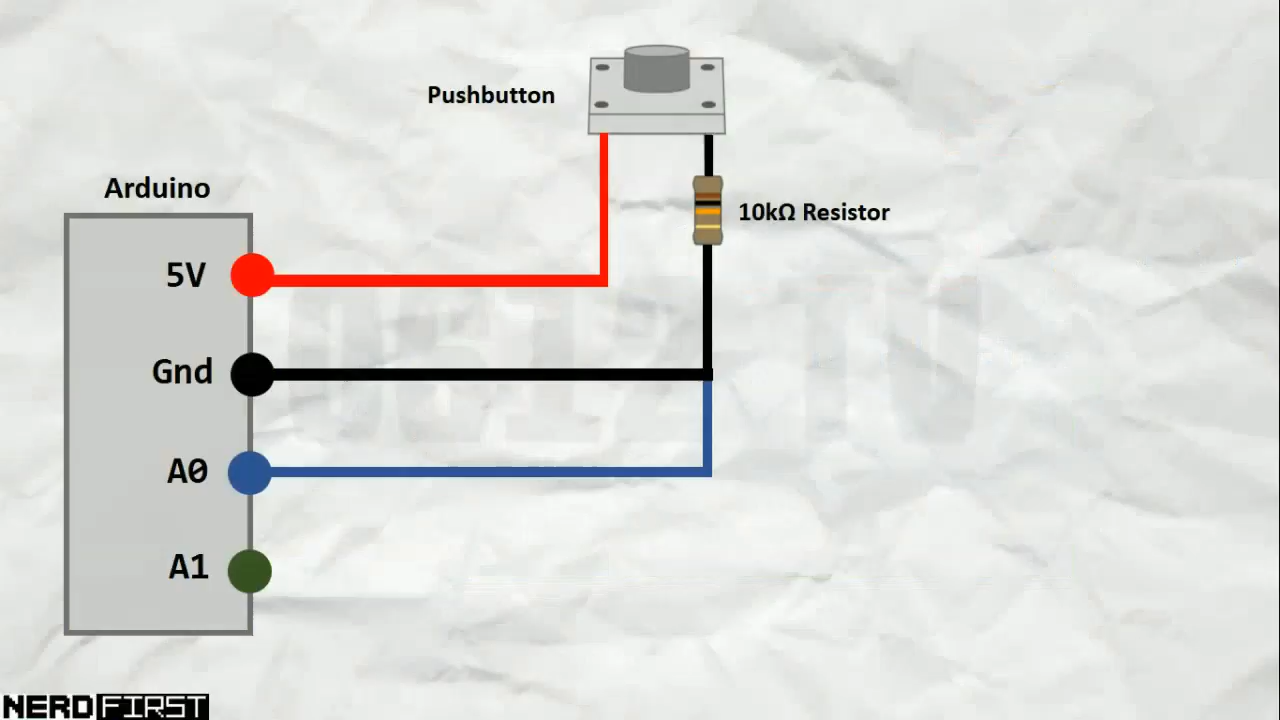 Pushbutton
Arduino
10kΩ Resistor
5V
Gnd
A0
A1
NERDFIRST